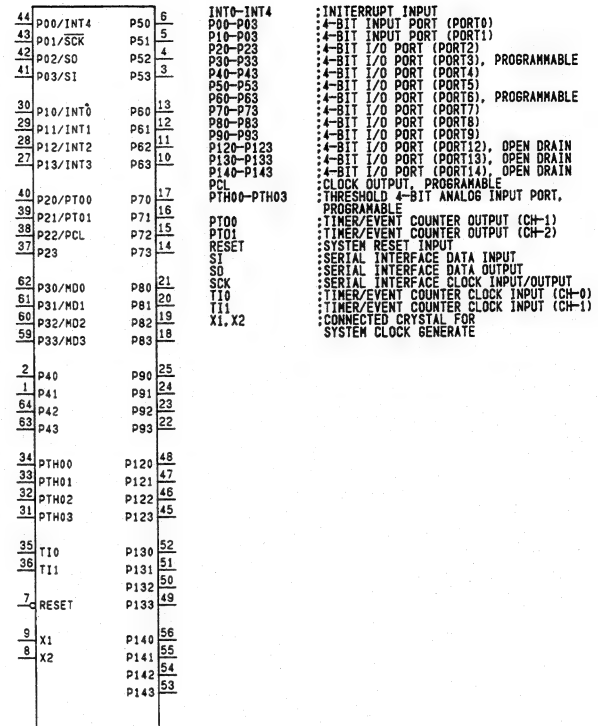 44 P00/INT4 P50 6
43 P01/SCK P51 5
42 P02/SO P52 4
41 P03/SI P53 3
30 P10/INT0 P60 13
29 P11/INT1 P61 12
28 P12/INT2 P62 11
27 P13/INT3 P63 10
40 P20/PT00 P70 17
39 P21/PT01 P71 16
38 P22/PCL P72 15
37 P23 P73 14
62 P30/MD0 P80 21
61 P31/MD1 P81 20
60 P32/MD2 P82 19
59 P33/MD3 P83 18
2 P40 P90 25
1 P41 P91 24
64 P42 P92 23
63 P43 P93 22
34 PTH00 P120 48
33 PTH01 P121 47
32 PTH02 P122 46
31 PTH03 P123 45
35 TI0 P130 52
36 TI1 P131 51
P132 50
7 RESET P133 49
9 X1 P140 56
8 X2 P141 55
P142 54
P143 53
INT0-INT4 :INITERRUPT INPUT
P00-P03 :4-BIT INPUT PORT (PORT0)
P10-P03 :4-BIT INPUT PORT (PORT1)
P20-P23 :4-BIT I/O PORT (PORT2)
P30-P33 :4-BIT I/O PORT (PORT3), PROGRAMMABLE
P40-P43 :4-BIT I/O PORT (PORT4)
P50-P53 :4-BIT I/O PORT (PORT5)
P60-P63 :4-BIT I/O PORT (PORT6), PROGRAMMABLE
P70-P73 :4-BIT I/O PORT (PORT7)
P80-P83 :4-BIT I/O PORT (PORT8)
P90-P93 :4-BIT I/O PORT (PORT9)
P120-P123 :4-BIT I/O PORT (PORT12), OPEN DRAIN
P130-P133 :4-BIT I/O PORT (PORT13), OPEN DRAIN
P140-P143 :4-BIT I/O PORT (PORT14), OPEN DRAIN
PCL :CLOCK OUTPUT, PROGRAMABLE
PTH00-PTH03 :THRESHOLD 4-BIT ANALOG INPUT PORT,
PROGRAMABLE
PTO0 :TIMER/EVENT COUNTER OUTPUT (CH-1)
PTO1 :TIMER/EVENT COUNTER OUTPUT (CH-2)
RESET :SYSTEM RESET INPUT
SI :SERIAL INTERFACE DATA INPUT
SO :SERIAL INTERFACE DATA OUTPUT
SCK :SERIAL INTERFACE CLOCK INPUT/OUTPUT
TI0 :TIMER/EVENT COUNTER CLOCK INPUT (CH-0)
TI1 :TIMER/EVENT COUNTER CLOCK INPUT (CH-1)
X1, X2 :CONNECTED CRYSTAL FOR
SYSTEM CLOCK GENERATE